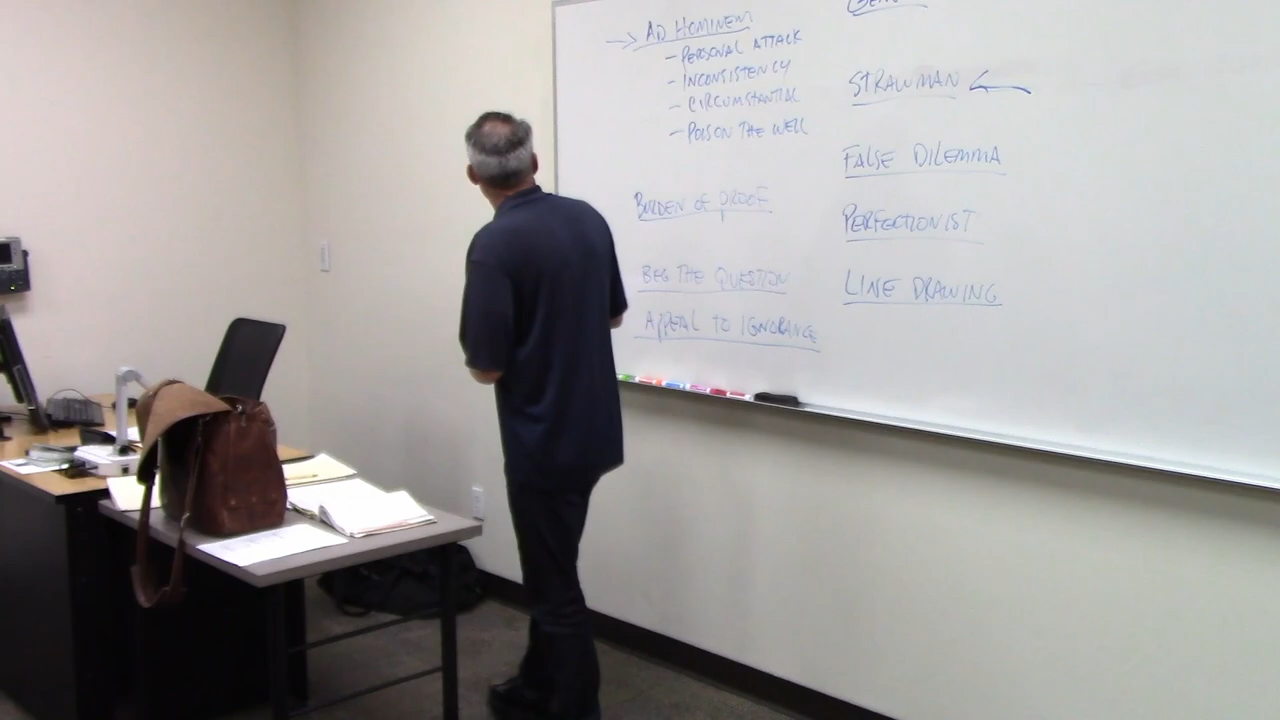 AD HOMINEM
- PERSONAL ATTACK
- INCONSISTENCY
- CIRCUMSTANTIAL
- POISON THE WELL
BURDEN OF PROOF
BEG THE QUESTION
APPEAL TO IGNORANCE
STRAWMAN
FALSE DILEMMA
PERFECTIONIST
LINE DRAWING